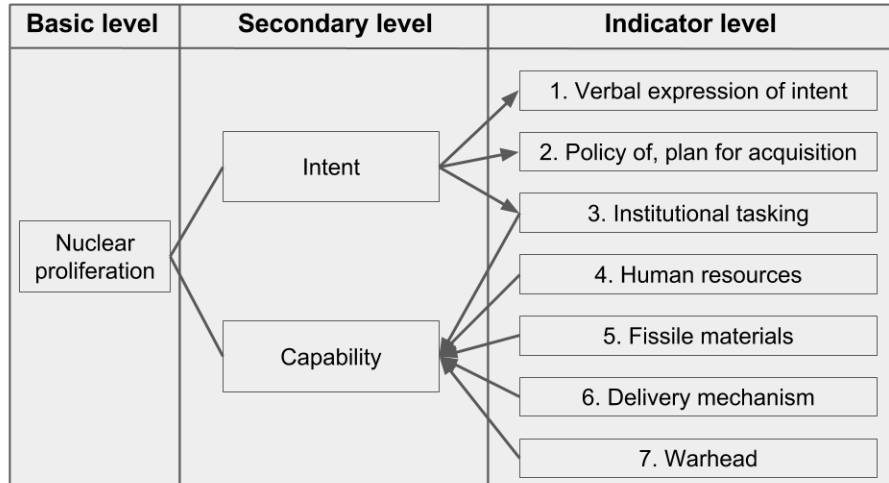 Basic level
Secondary level
Indicator level
Nuclear
proliferation
Intent
Capability
1. Verbal expression of intent
2. Policy of, plan for acquisition
3. Institutional tasking
4. Human resources
5. Fissile materials
6. Delivery mechanism
7. Warhead